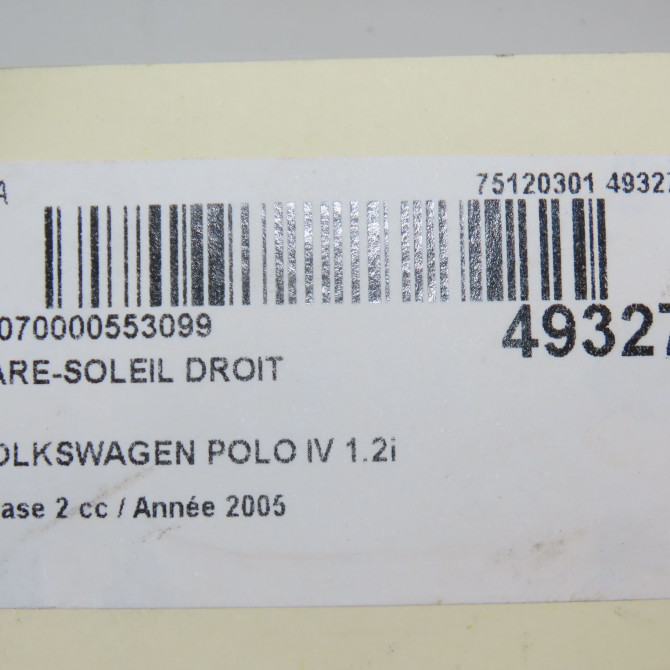 A 75120301 49327
070000553099 49327
ARE-SOLEIL DROIT
OLKSWAGEN POLO IV 1.2i
ase 2 cc / Année 2005